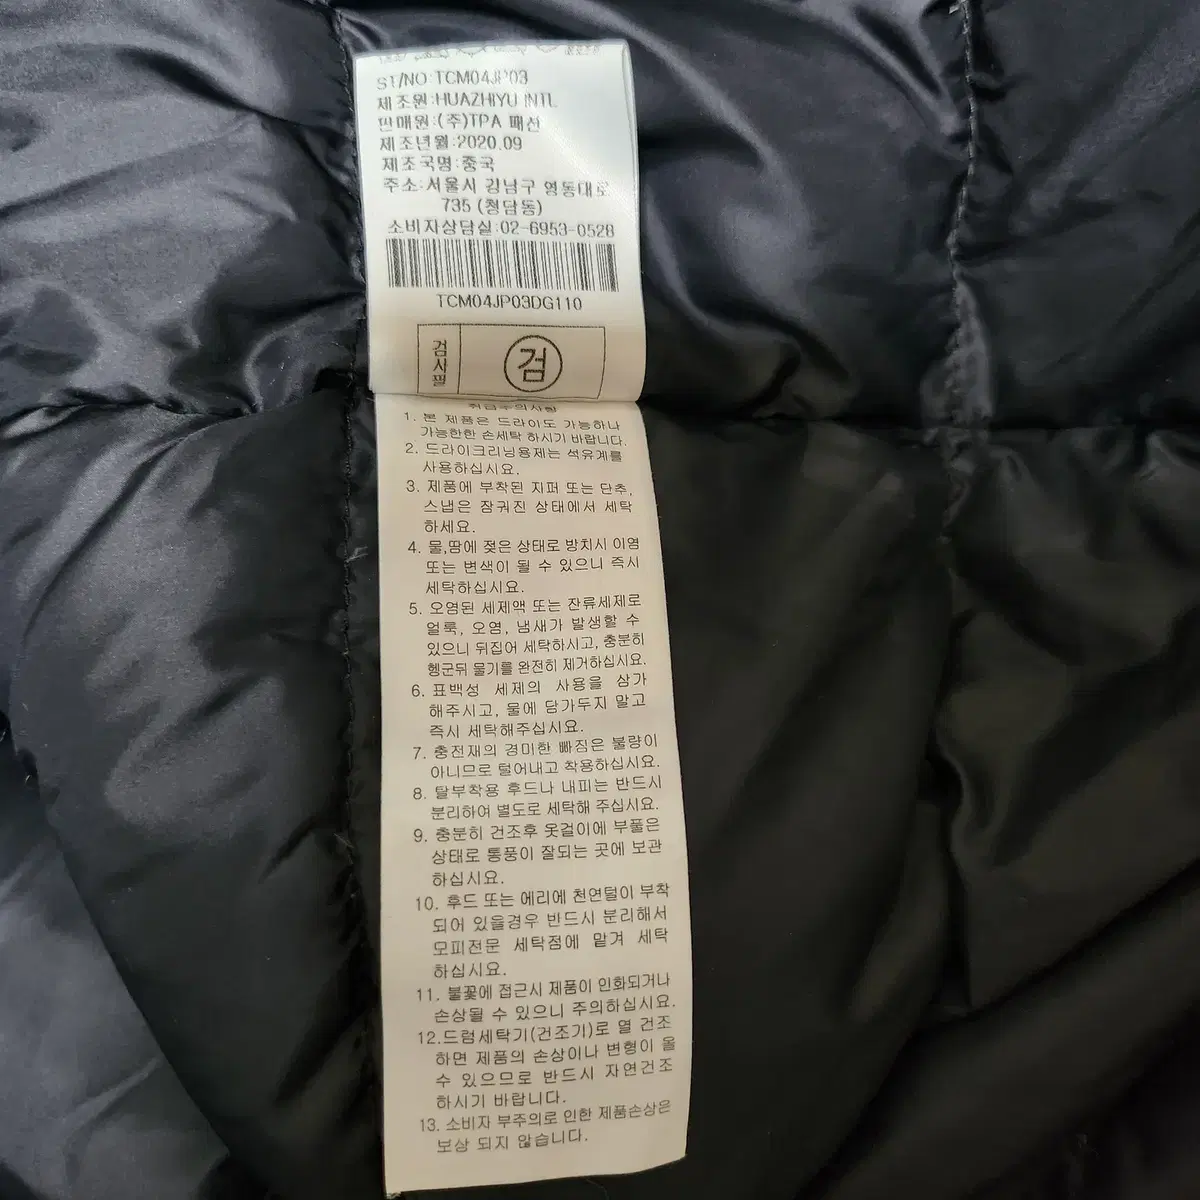 ST/NO:TCM04JP03
제조원:HUAZHIYU INTL
판매원:(주)TPA 패션
제조년월:2020.09
제조국명:중국
주소:서울시 강남구 영동대로
735 (청담동)
소비자상담실:02-6953-0528
TCM04JP03DG110
검사필
검
취급주의사항
1. 본 제품은 드라이도 가능하나
가능한한 손세탁 하시기 바랍니다.
2. 드라이크리닝용제는 석유계를
사용하십시요.
3. 제품에 부착된 지퍼 또는 단추,
스냅은 잠궈진 상태에서 세탁
하세요.
4. 물,땀에 젖은 상태로 방치시 이염
또는 변색이 될 수 있으니 즉시
세탁하십시요.
5. 오염된 세제액 또는 잔류세제로
얼룩, 오염, 냄새가 발생할 수
있으니 뒤집어 세탁하시고, 충분히
헹군뒤 물기를 완전히 제거하십시요.
6. 표백성 세제의 사용을 삼가
해주시고, 물에 담가두지 말고
즉시 세탁해주십시요.
7. 충전재의 경미한 빠짐은 불량이
아니므로 털어내고 착용하십시요.
8. 탈부착용 후드나 내피는 반드시
분리하여 별도로 세탁해 주십시요.
9. 충분히 건조후 옷걸이에 부풀은
상태로 통풍이 잘되는 곳에 보관
하십시요.
10. 후드 또는 에리에 천연털이 부착
되어 있을경우 반드시 분리해서
모피전문 세탁점에 맡겨 세탁
하십시요.
11. 불꽃에 접근시 제품이 인화되거나
손상될 수 있으니 주의하십시요.
12.드럼세탁기(건조기)로 열 건조
하면 제품의 손상이나 변형이 올
수 있으므로 반드시 자연건조
하시기 바랍니다.
13. 소비자 부주의로 인한 제품손상은
보상 되지 않습니다.